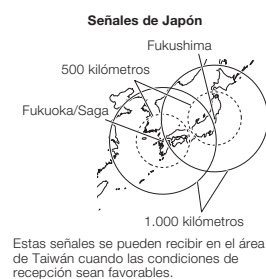 Señales de Japón
Fukushima
500 kilómetros
Fukuoka/Saga
1.000 kilómetros
Estas señales se pueden recibir en el área
de Taiwán cuando las condiciones de
recepción sean favorables.